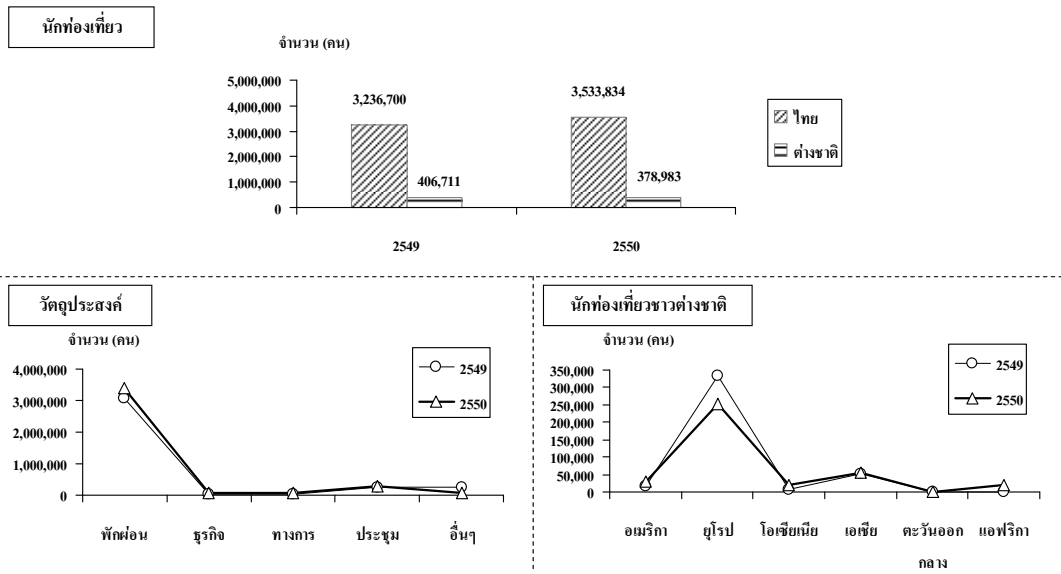 นักท่องเที่ยว
จำนวน (คน)
5,000,000
4,000,000
3,000,000
2,000,000
1,000,000
0
3,236,700
406,711
3,533,834
378,983
2549
2550
ไทย
ต่างชาติ
วัตถุประสงค์
จำนวน (คน)
4,000,000
3,000,000
2,000,000
1,000,000
0
พักผ่อน
ธุรกิจ
ทางการ
ประชุม
อื่นๆ
2549
2550
นักท่องเที่ยวชาวต่างชาติ
จำนวน (คน)
350,000
300,000
250,000
200,000
150,000
100,000
50,000
0
อเมริกา
ยุโรป
โอเชียเนีย
เอเชีย
ตะวันออก
กลาง
แอฟริกา
2549
2550